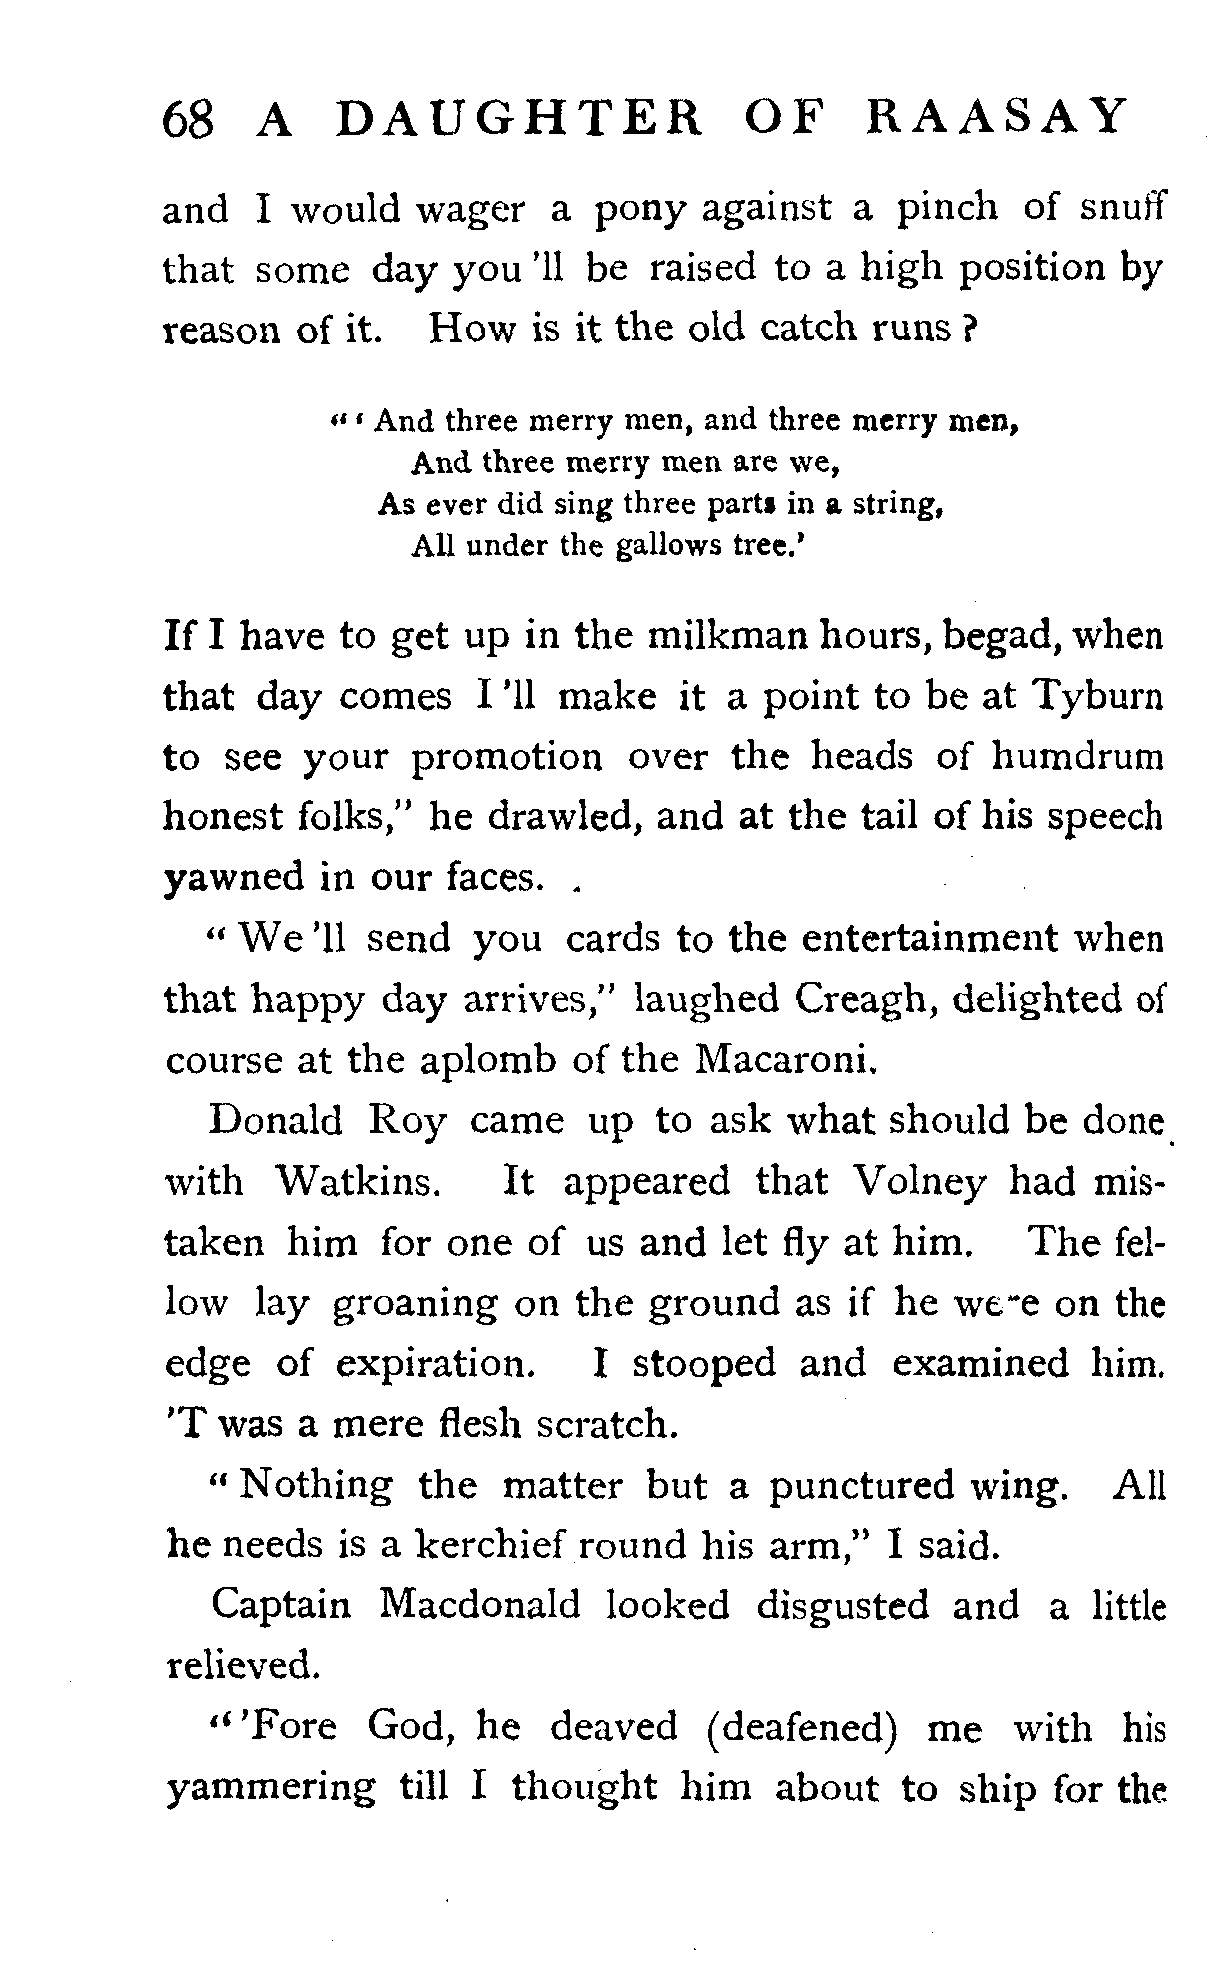 68 A DAUGHTER OF RAASAY
and I would wager a pony against a pinch of snuff
that some day you 'll be raised to a high position by
reason of it. How is it the old catch runs ?
“ ‘ And three merry men, and three merry men,
And three merry men are we,
As ever did sing three parts in a string,
All under the gallows tree.’
If I have to get up in the milkman hours, begad, when
that day comes I 'll make it a point to be at Tyburn
to see your promotion over the heads of humdrum
honest folks,” he drawled, and at the tail of his speech
yawned in our faces.
“ We 'll send you cards to the entertainment when
that happy day arrives,” laughed Creagh, delighted of
course at the aplomb of the Macaroni.
Donald Roy came up to ask what should be done
with Watkins. It appeared that Volney had mis-
taken him for one of us and let fly at him. The fel-
low lay groaning on the ground as if he were on the
edge of expiration. I stooped and examined him.
'T was a mere flesh scratch.
“ Nothing the matter but a punctured wing. All
he needs is a kerchief round his arm,” I said.
Captain Macdonald looked disgusted and a little
relieved.
“ 'Fore God, he deaved (deafened) me with his
yammering till I thought him about to ship for the